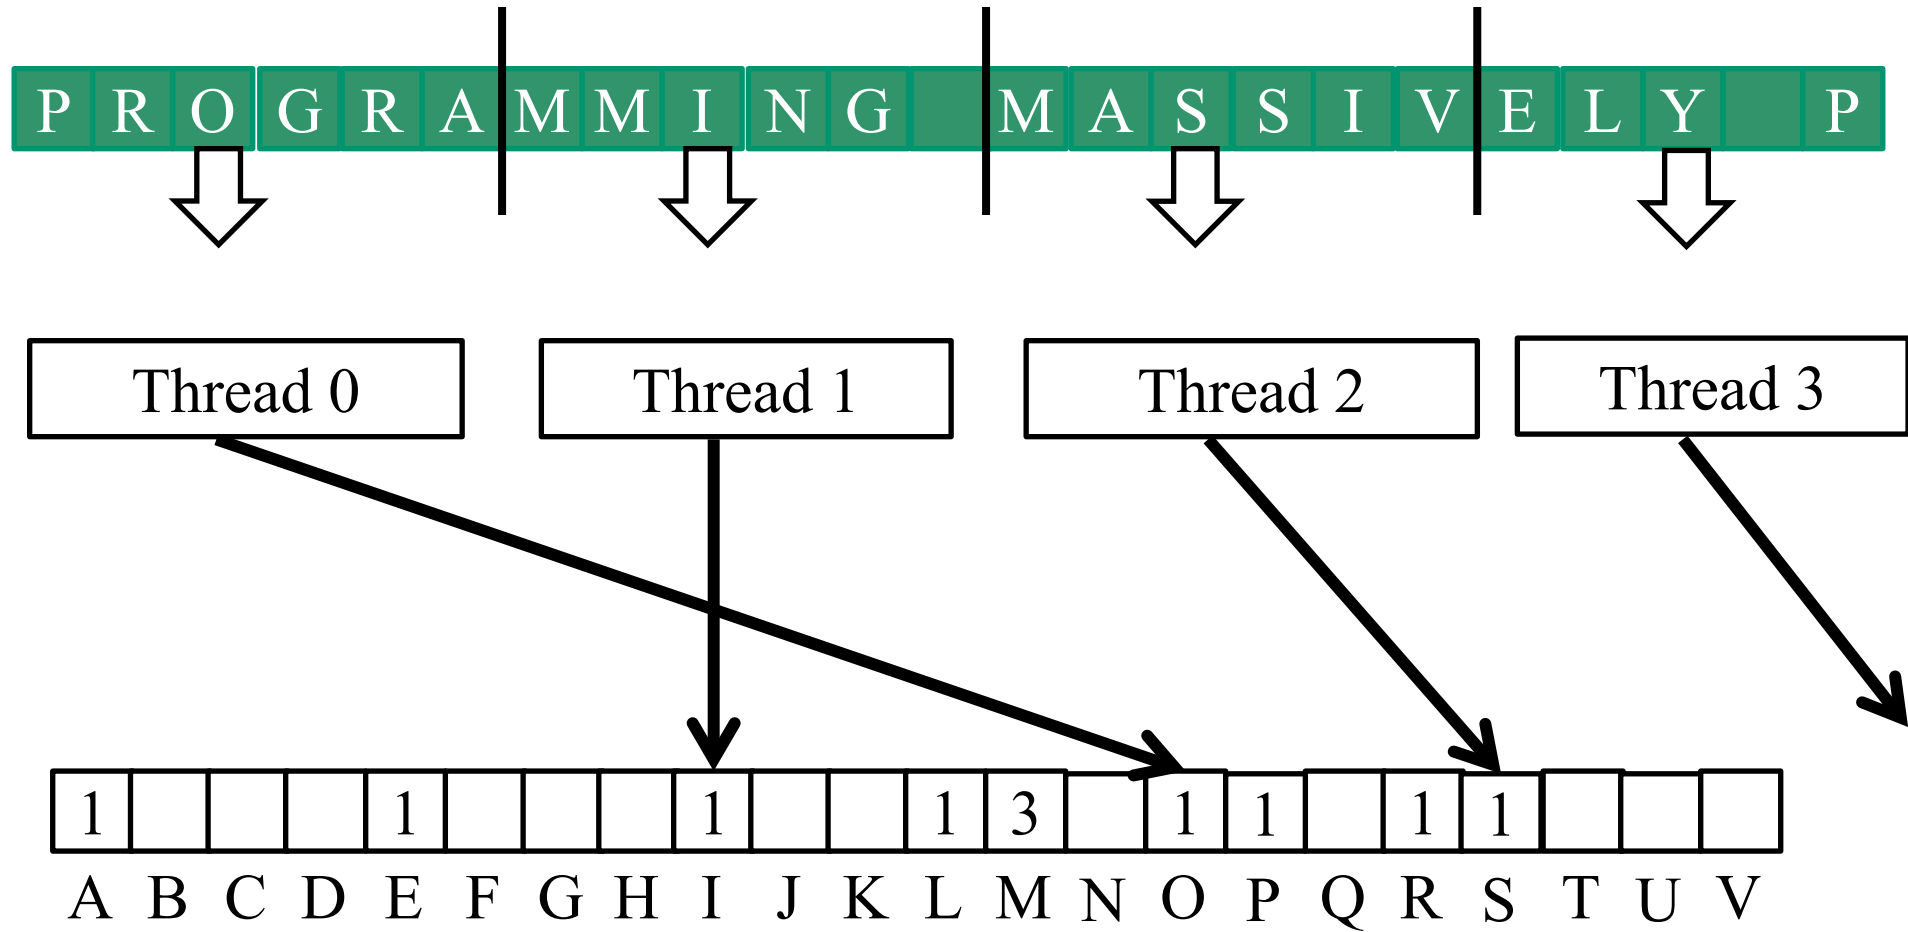 P R O G R A M M I N G M A S S I V E L Y P
Thread 0 Thread 1 Thread 2 Thread 3
1 1 1 1 3 1 1 1 1
A B C D E F G H I J K L M N O P Q R S T U V